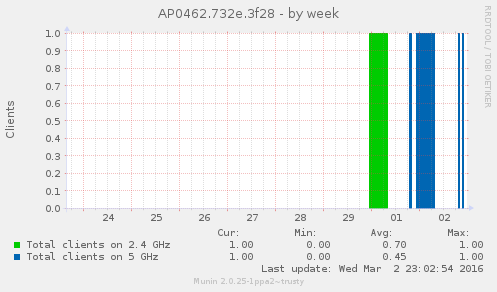 AP0462.732e.3f28 - by week
RRDTOOL / TOBI OETIKER
Clients
1.0
0.9
0.8
0.7
0.6
0.5
0.4
0.3
0.2
0.1
0.0
24 25 26 27 28 29 01 02
Cur: Min: Avg: Max:
Total clients on 2.4 GHz 1.00 0.00 0.70 1.00
Total clients on 5 GHz 1.00 0.00 0.45 1.00
Last update: Wed Mar 2 23:02:54 2016
Munin 2.0.25-1ppa2~trusty